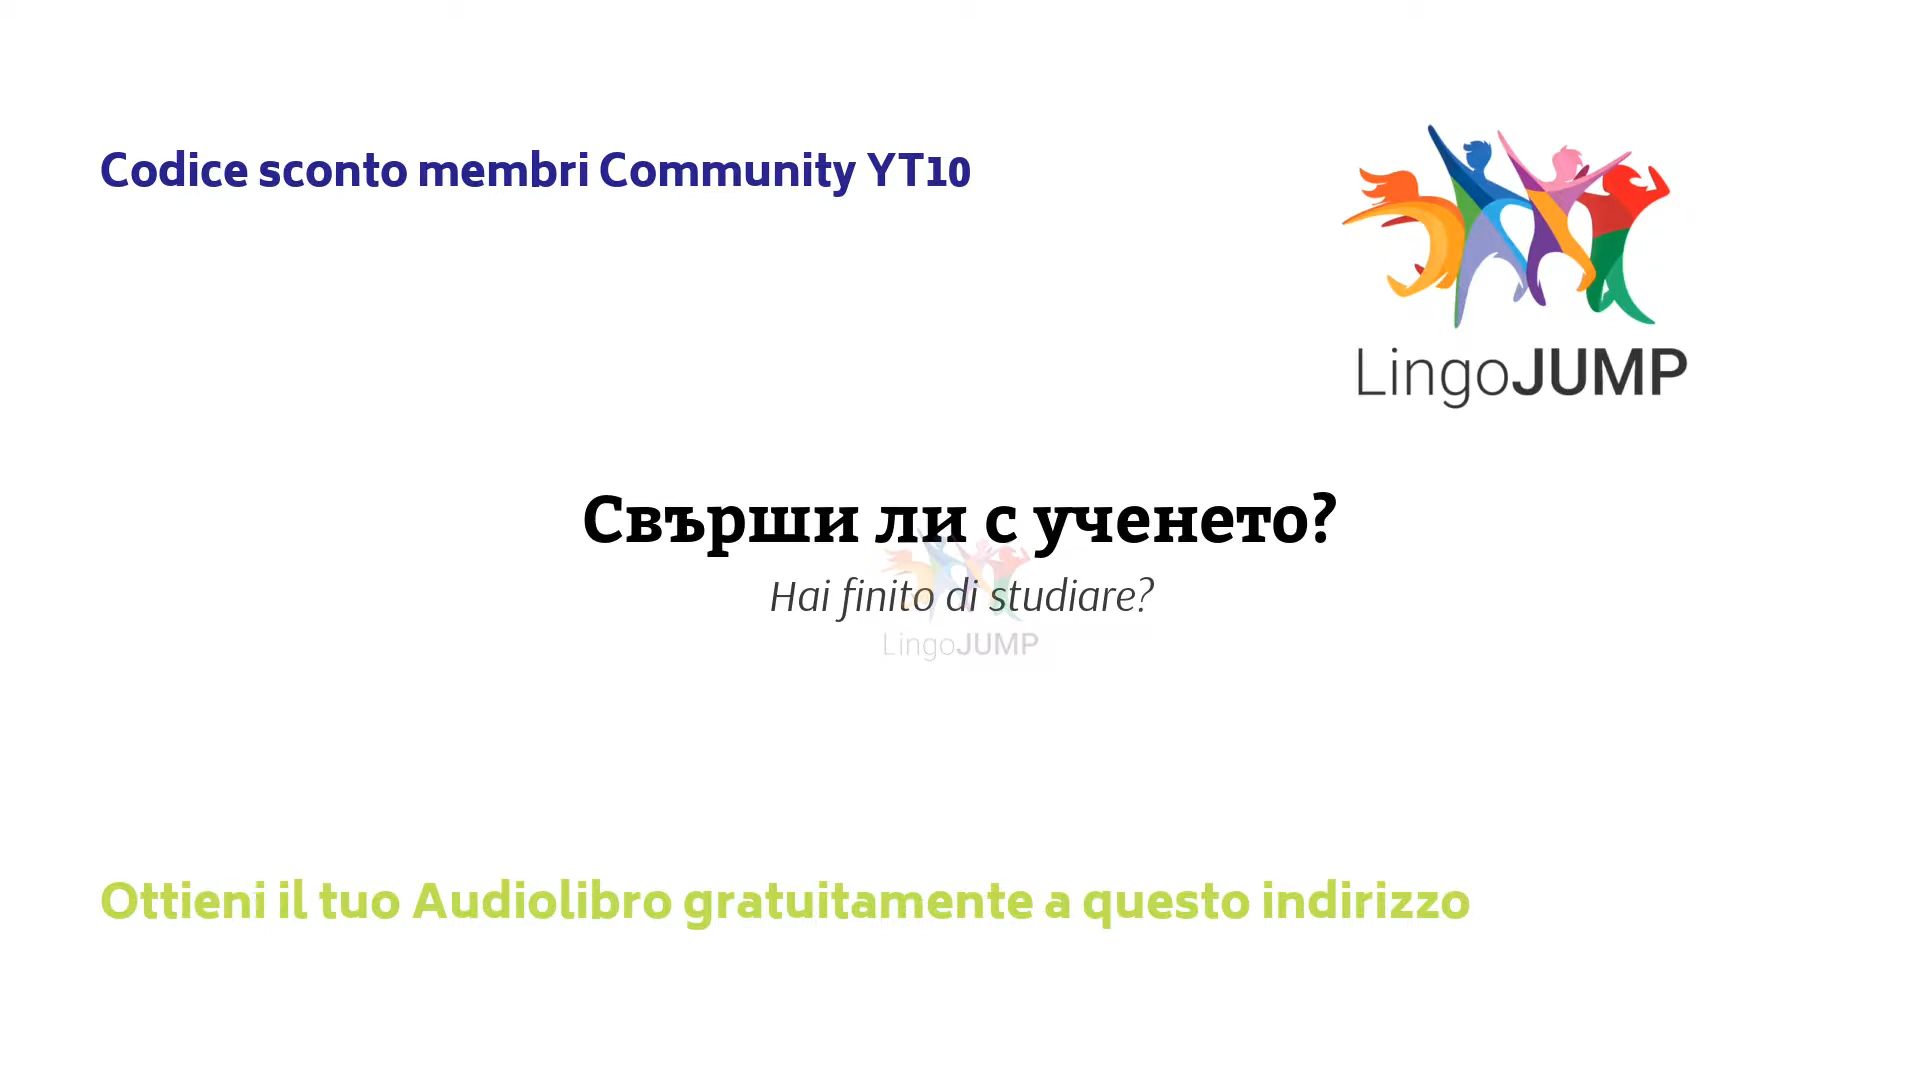 Codice sconto membri Community YT10
LingoJUMP
Свърши ли с ученето?
Hai finito di studiare?
LingoJUMP
Ottieni il tuo Audiolibro gratuitamente a questo indirizzo